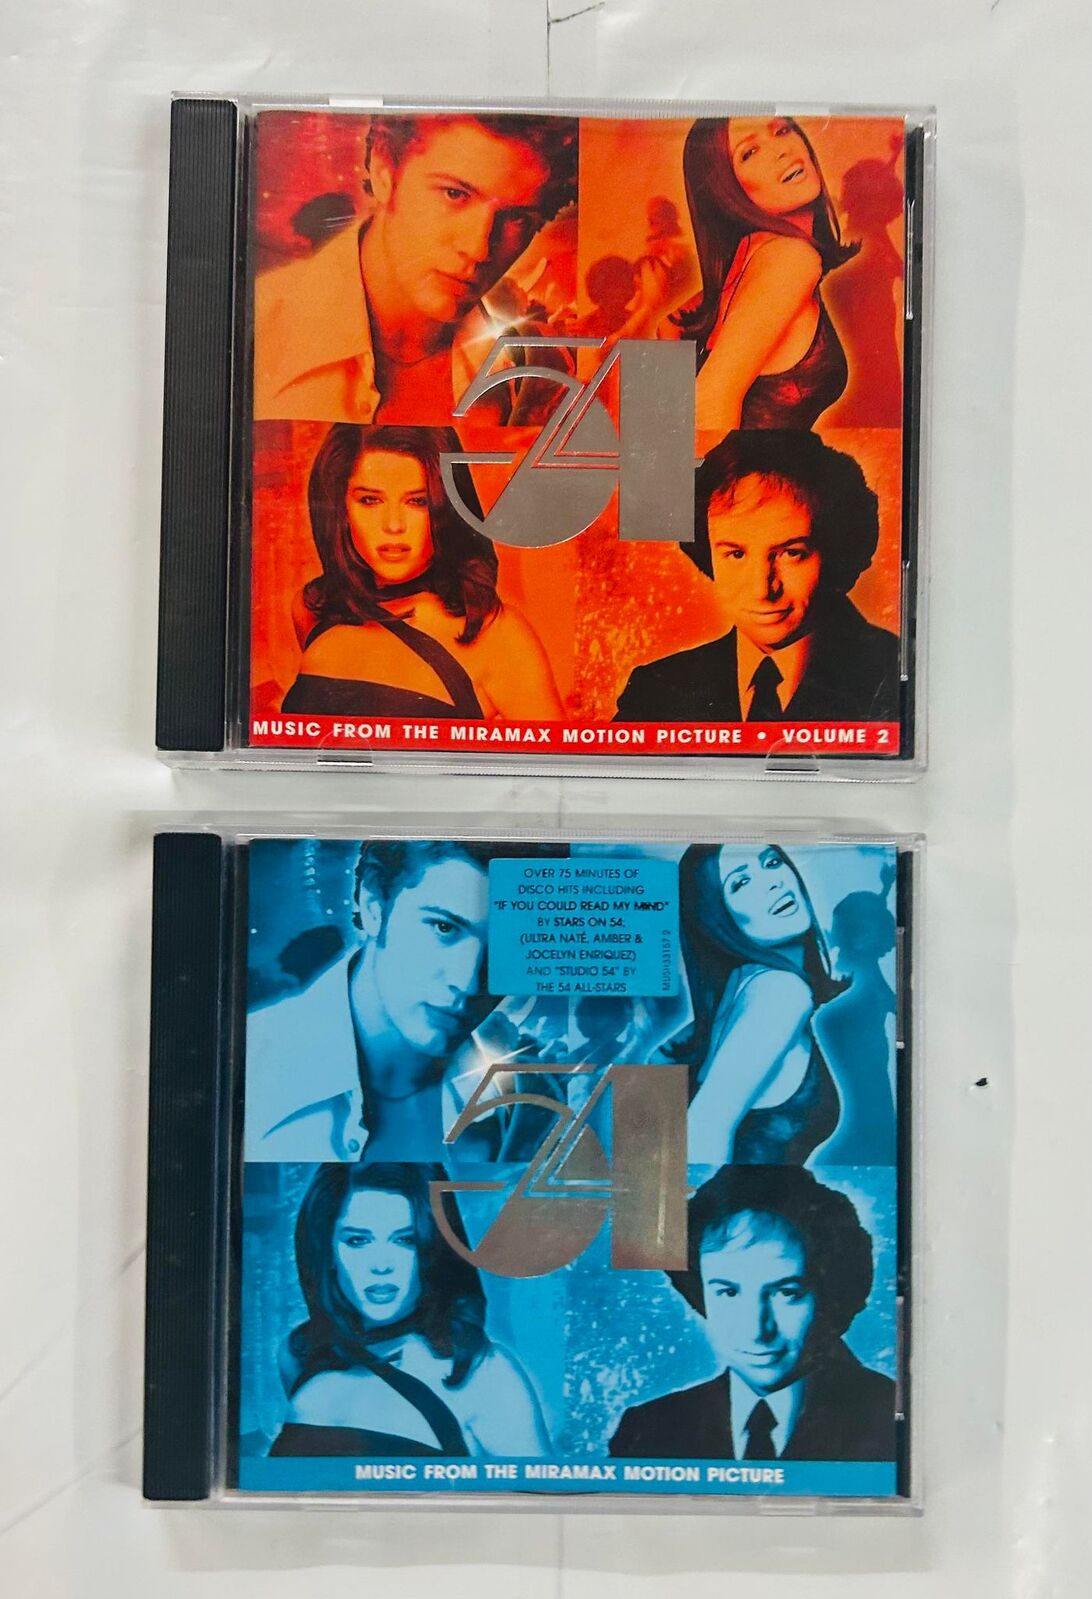 54
MUSIC FROM THE MIRAMAX MOTION PICTURE • VOLUME 2
OVER 75 MINUTES OF
DISCO HITS INCLUDING
"IF YOU COULD READ MY MIND"
BY STARS ON 54:
(ULTRA NATÉ, AMBER &
JOCELYN ENRIQUEZ)
AND "STUDIO 54" BY
THE 54 ALL-STARS
MUSH33157.2
54
MUSIC FROM THE MIRAMAX MOTION PICTURE